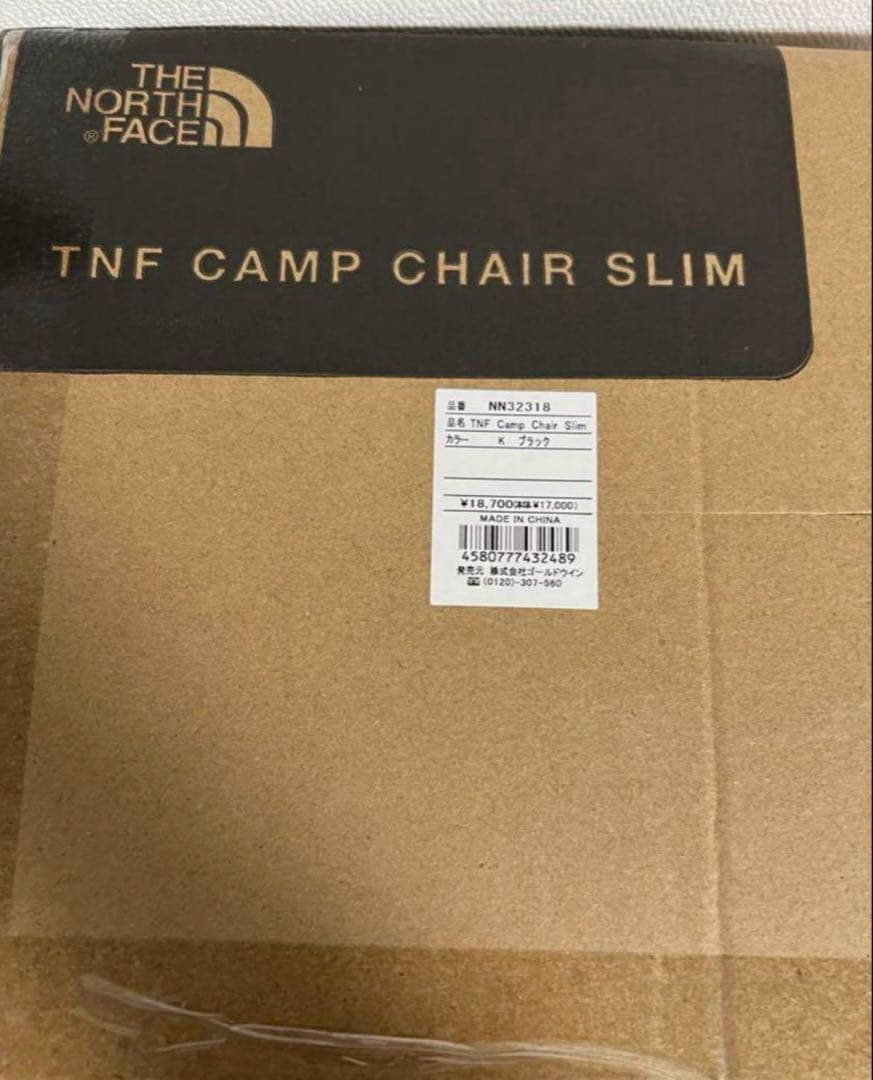 THE
NORTH
®FACE
TNF CAMP CHAIR SLIM
品番 NN32318
品名 TNF Camp Chair Slim
カラー K ブラック
¥18,700(本体¥17,000)
MADE IN CHINA
4580777432489
発売元 株式会社ゴールドウイン
(0120)-307-560